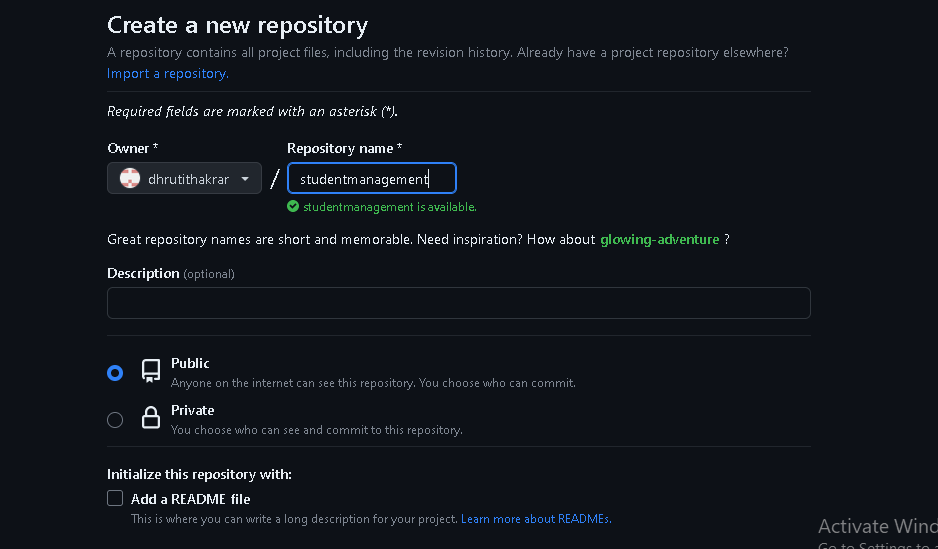 Create a new repository
A repository contains all project files, including the revision history. Already have a project repository elsewhere?
Import a repository.
Required fields are marked with an asterisk (*).
Owner * Repository name *
dhrutithakrar / studentmanagement
studentmanagement is available.
Great repository names are short and memorable. Need inspiration? How about glowing-adventure ?
Description (optional)
Public
Anyone on the internet can see this repository. You choose who can commit.
Private
You choose who can see and commit to this repository.
Initialize this repository with:
Add a README file
This is where you can write a long description for your project. Learn more about READMEs.
Activate Wind
Go to Settings to a